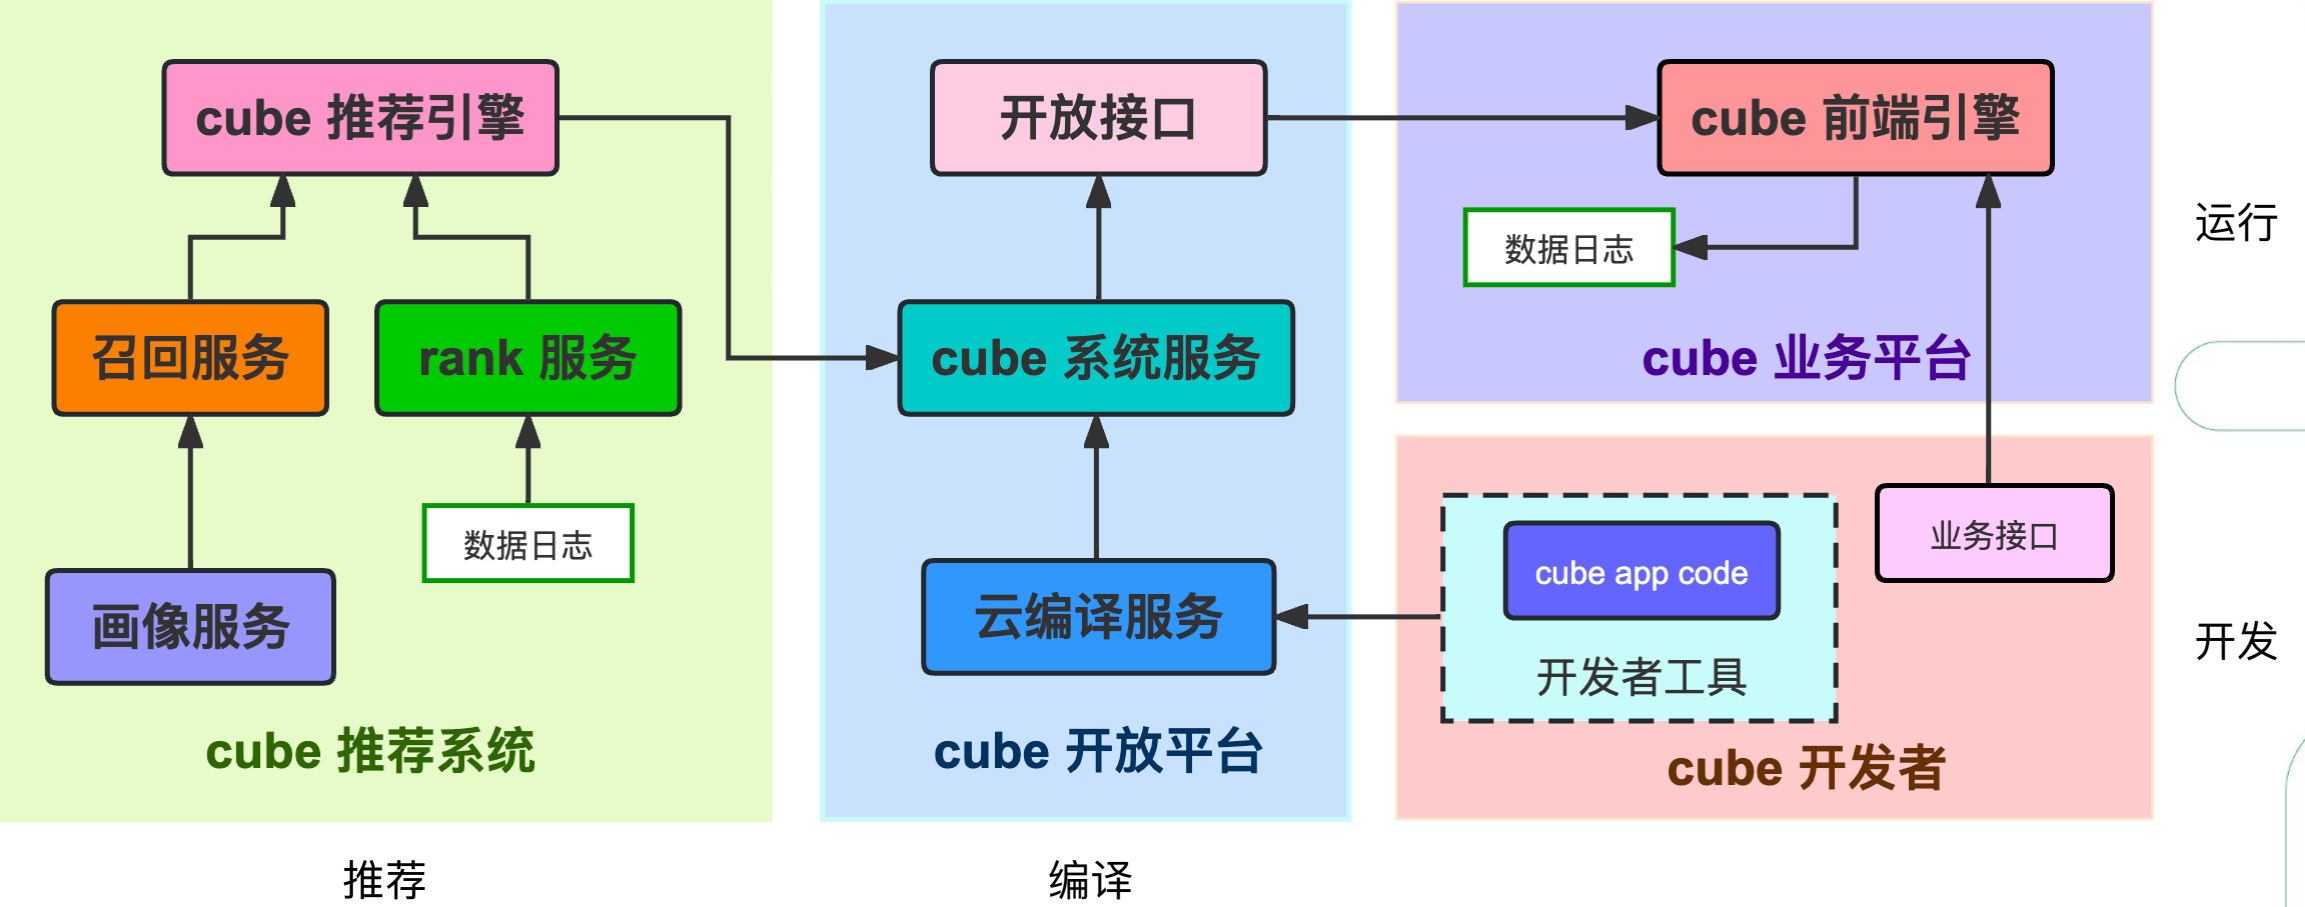 cube 推荐引擎
召回服务
rank 服务
数据日志
画像服务
cube 推荐系统
推荐
开放接口
cube 系统服务
云编译服务
cube 开放平台
编译
cube 前端引擎
数据日志
cube 业务平台
运行
cube app code
开发者工具
业务接口
cube 开发者
开发